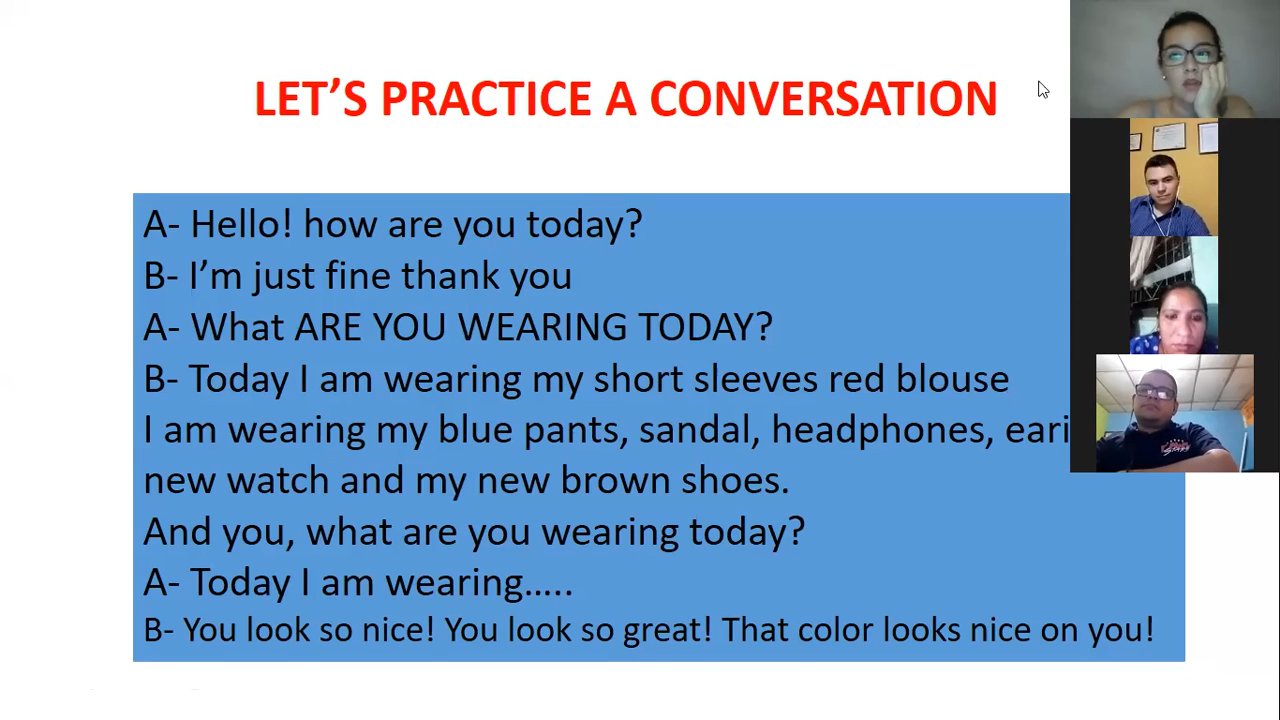 LET’S PRACTICE A CONVERSATION
A- Hello! how are you today?
B- I’m just fine thank you
A- What ARE YOU WEARING TODAY?
B- Today I am wearing my short sleeves red blouse
I am wearing my blue pants, sandal, headphones,
new watch and my new brown shoes.
And you, what are you wearing today?
A- Today I am wearing…..
B- You look so nice! You look so great! That color looks nice on you!